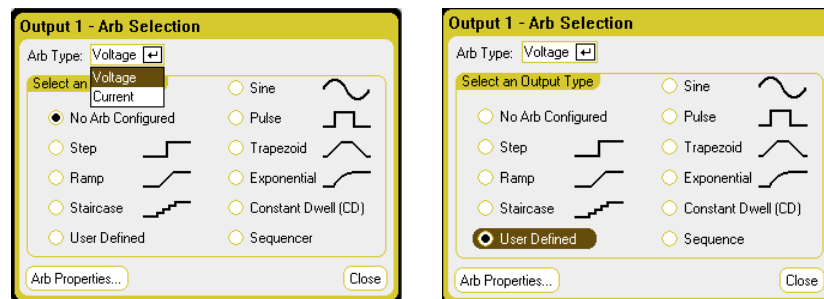 Output 1 - Arb Selection
Arb Type: Voltage
Voltage
Current
Select an
No Arb Configured
Step
Ramp
Staircase
User Defined
Sine
Pulse
Trapezoid
Exponential
Constant Dwell (CD)
Sequencer
Arb Properties...
Close
Output 1 - Arb Selection
Arb Type: Voltage
Select an Output Type
No Arb Configured
Step
Ramp
Staircase
User Defined
Sine
Pulse
Trapezoid
Exponential
Constant Dwell (CD)
Sequence
Arb Properties...
Close